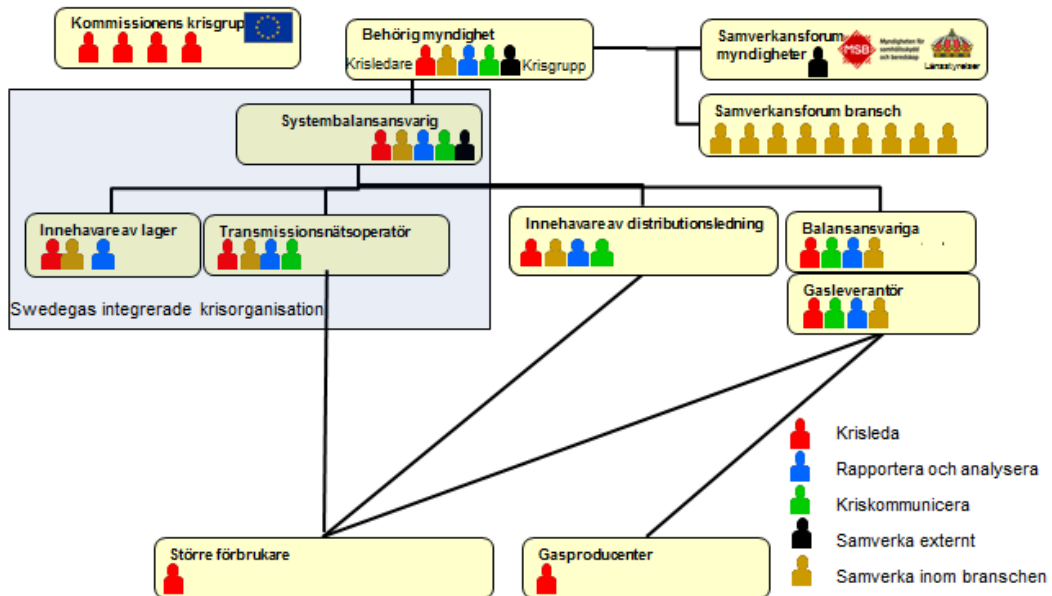 Kommissionens krisgrupp
Behörig myndighet
Krisledare
Krisgrupp
Samverkansforum
myndigheter
MSB
Myndigheten för
samhällsskydd
och beredskap
Länsstyrelser
Samverkansforum bransch
Systembalansansvarig
Innehavare av lager
Transmissionsnätsoperatör
Innehavare av distributionsledning
Balansansvariga
Gasleverantör
Swedegas integrerade krisorganisation
Krisleda
Rapportera och analysera
Kriskommunicera
Samverka externt
Samverka inom branschen
Större förbrukare
Gasproducenter